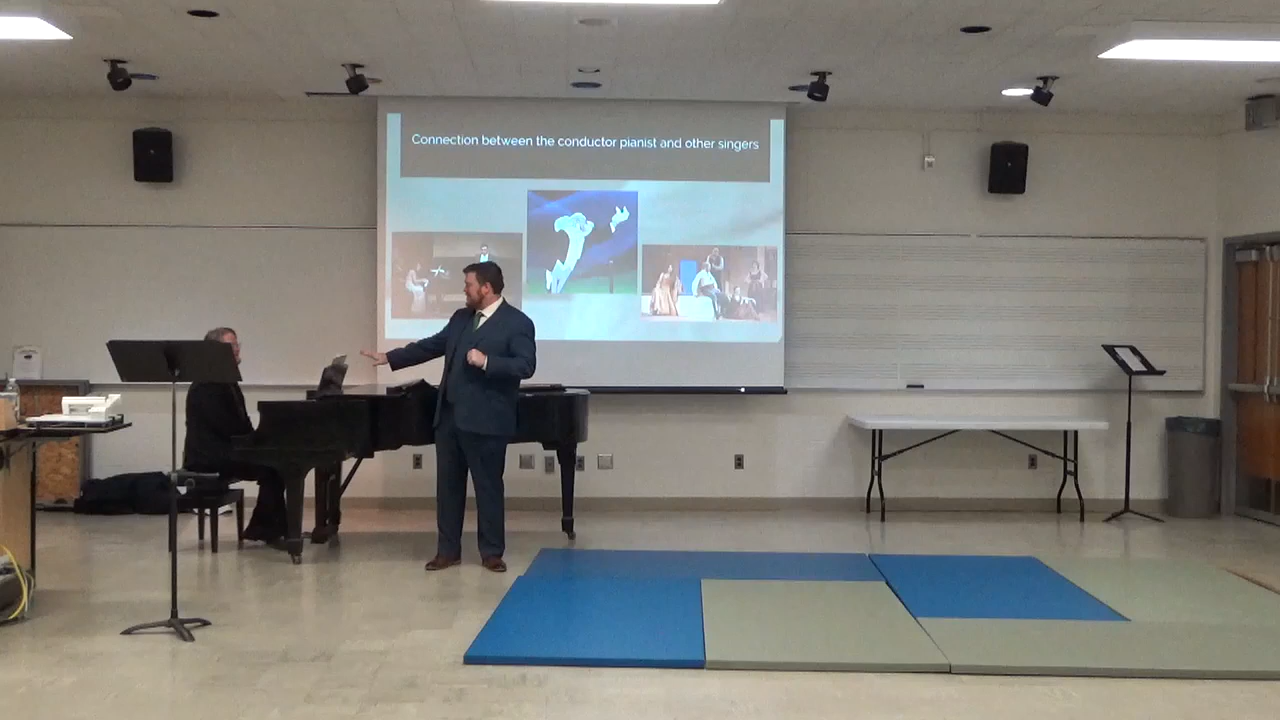 Connection between the conductor pianist and other singers